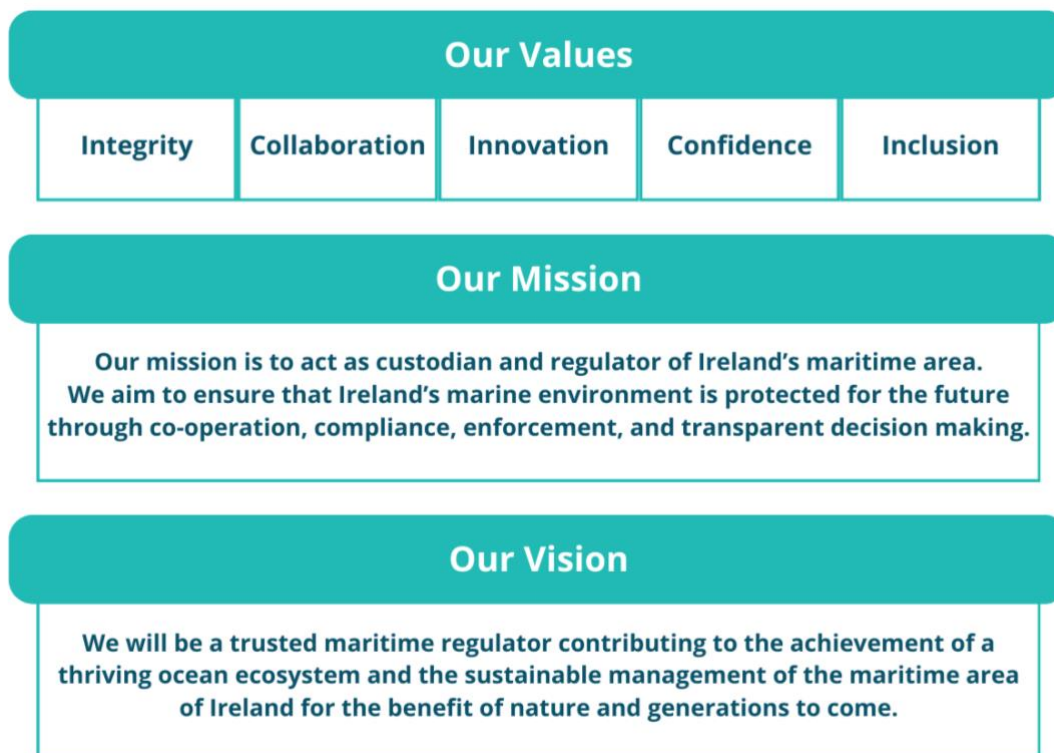 Our Values
Integrity Collaboration Innovation Confidence Inclusion
Our Mission
Our mission is to act as custodian and regulator of Ireland’s maritime area.
We aim to ensure that Ireland’s marine environment is protected for the future
through co-operation, compliance, enforcement, and transparent decision making.
Our Vision
We will be a trusted maritime regulator contributing to the achievement of a
thriving ocean ecosystem and the sustainable management of the maritime area
of Ireland for the benefit of nature and generations to come.